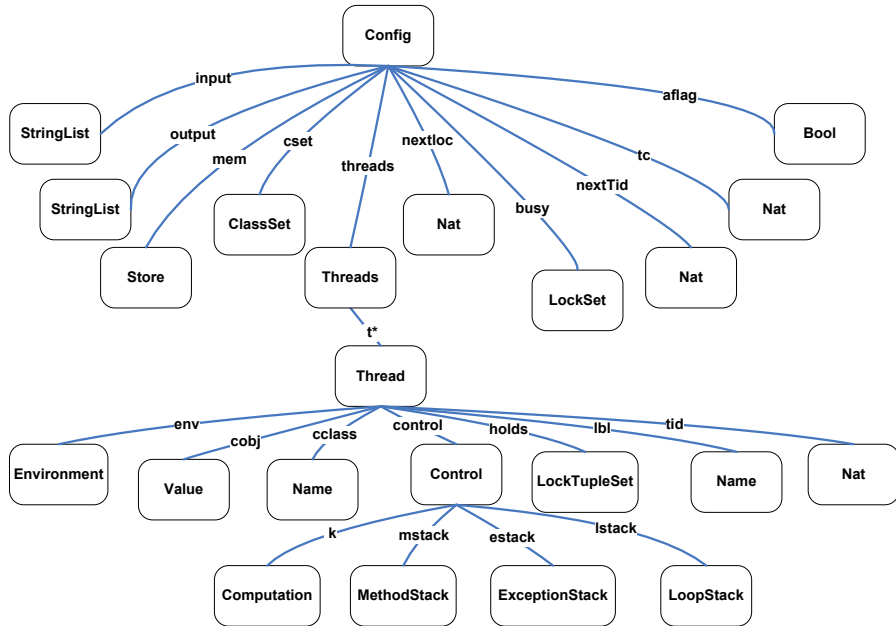 Config
input
aflag
StringList
output
cset
nextloc
tc
Bool
mem
threads
nextTid
StringList
ClassSet
Nat
busy
Nat
Store
Threads
LockSet
Nat
t*
Thread
env
cobj
cclass
control
holds
lbl
tid
Environment
Value
Name
Control
LockTupleSet
Name
Nat
k
mstack
estack
lstack
Computation
MethodStack
ExceptionStack
LoopStack